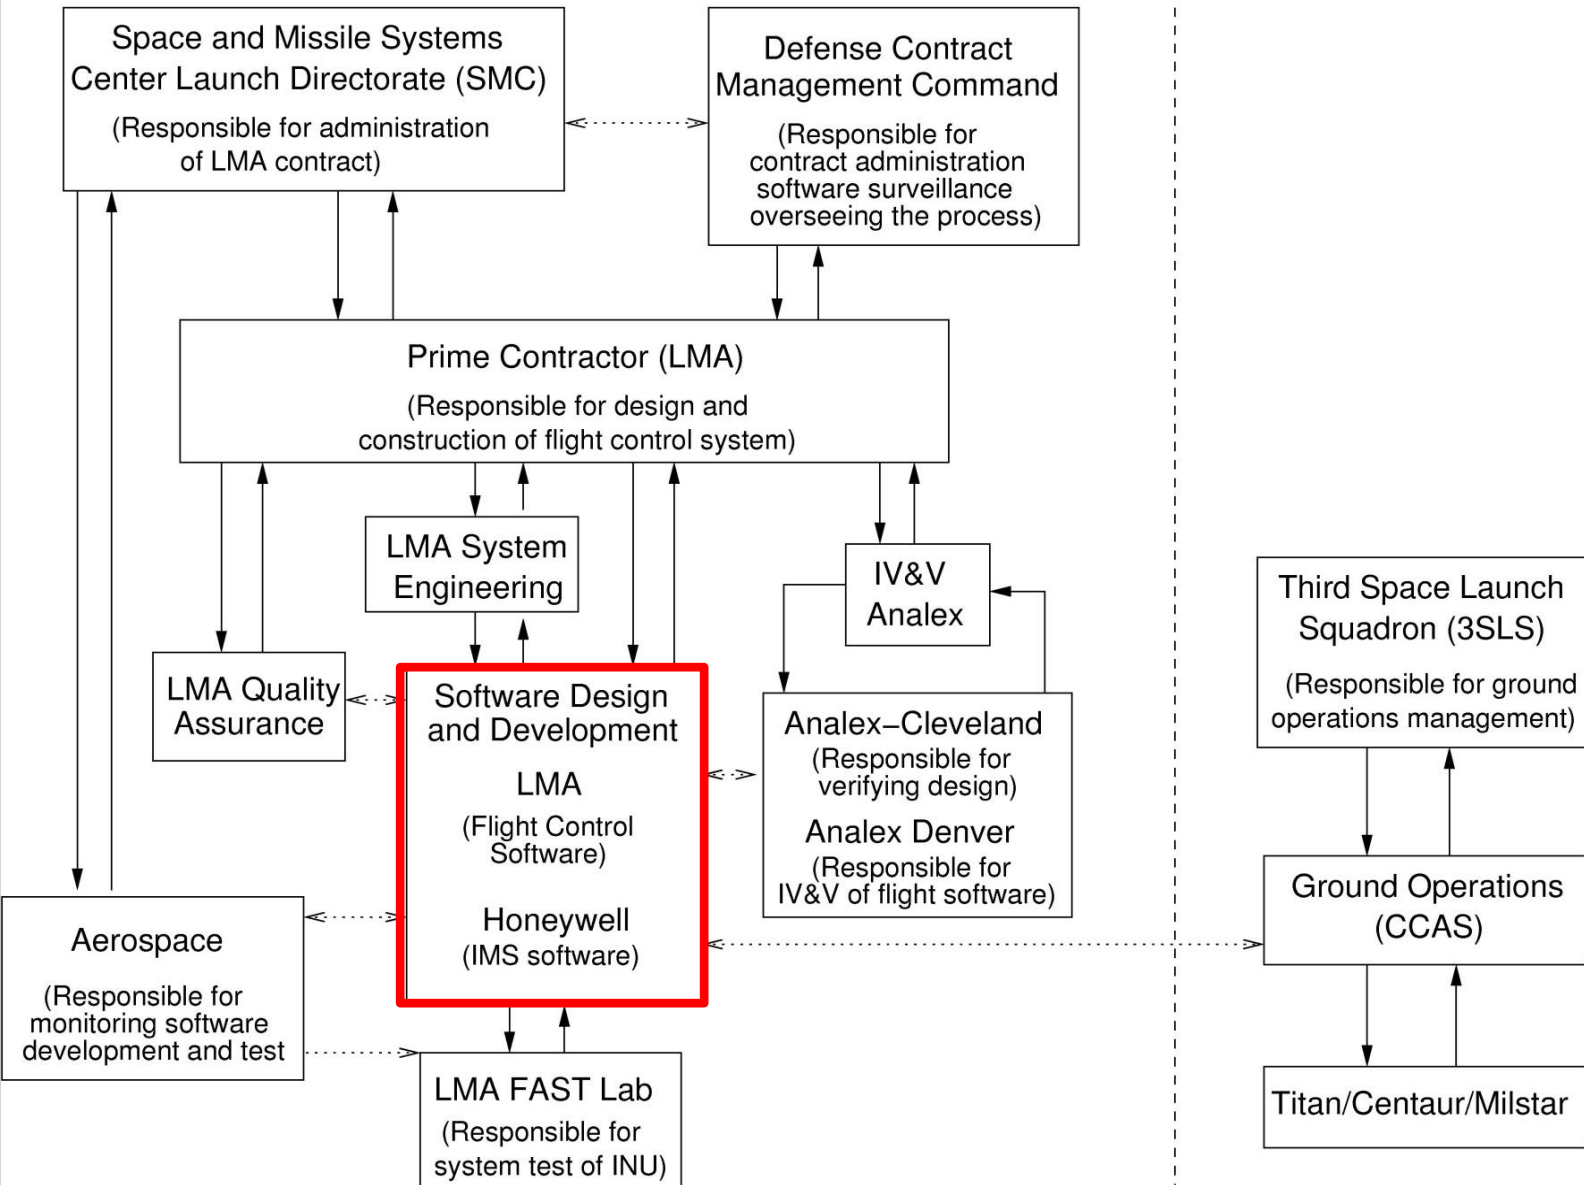 Space and Missile Systems
Center Launch Directorate (SMC)
(Responsible for administration
of LMA contract)
Defense Contract
Management Command
(Responsible for
contract administration
software surveillance
overseeing the process)
Prime Contractor (LMA)
(Responsible for design and
construction of flight control system)
LMA System
Engineering
IV&V
Analex
LMA Quality
Assurance
Software Design
and Development
LMA
(Flight Control
Software)
Honeywell
(IMS software)
Analex−Cleveland
(Responsible for
verifying design)
Analex Denver
(Responsible for
IV&V of flight software)
Aerospace
(Responsible for
monitoring software
development and test
LMA FAST Lab
(Responsible for
system test of INU)
Third Space Launch
Squadron (3SLS)
(Responsible for ground
operations management)
Ground Operations
(CCAS)
Titan/Centaur/Milstar